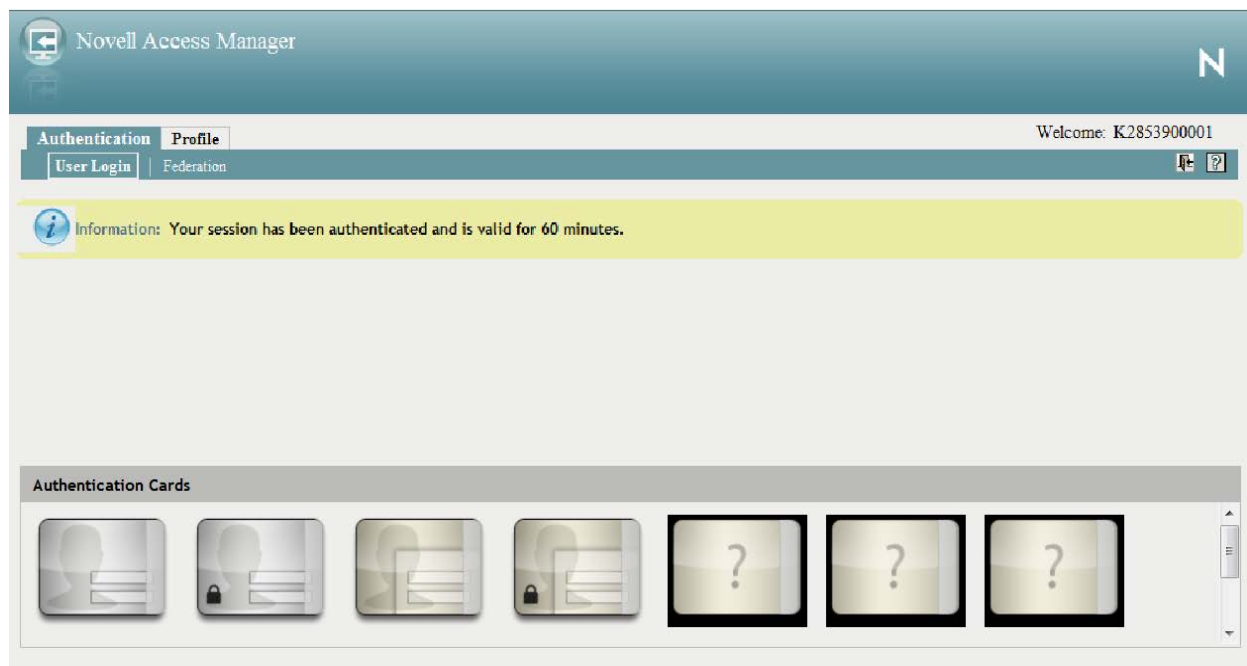 Novell Access Manager
N
Authentication Profile
Welcome: K2853900001
User Login | Federation
?
Information: Your session has been authenticated and is valid for 60 minutes.
Authentication Cards
? ? ?